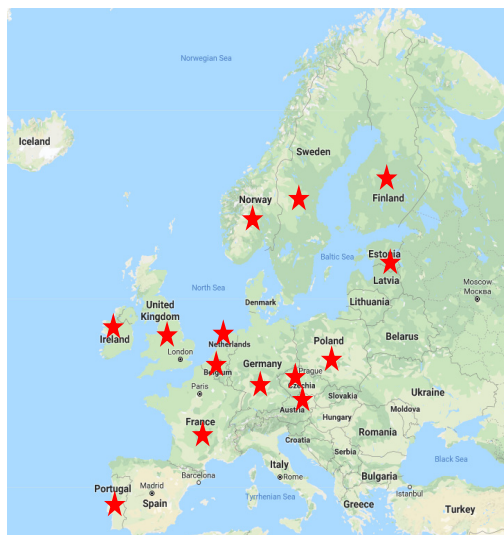 Norwegian Sea
Iceland
Sweden
Norway
Finland
Estonia
Baltic Sea
Latvia
Moscow
Москва
North Sea
Denmark
Lithuania
United
Kingdom
Ireland
Netherlands
Poland
Belarus
London
Belgium
Germany
Prague
Czechia
Paris
Slovakia
Ukraine
Austria
Moldova
Hungary
France
Romania
Croatia
Serbia
Italy
Black Sea
Barcelona
Rome
Bulgaria
Portugal
Madrid
Istanbul
Spain
Tyrrhenian Sea
Greece
Turkey